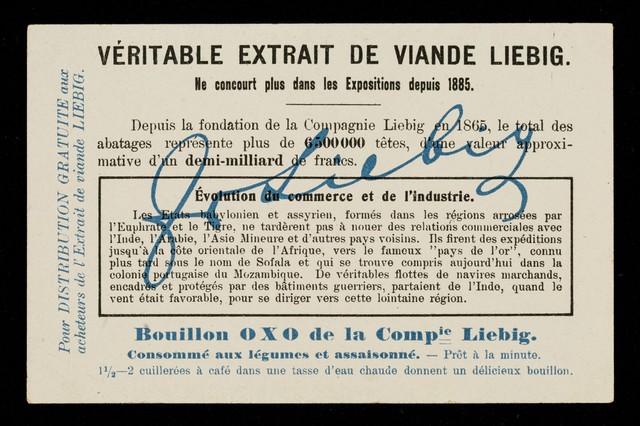 VÉRITABLE EXTRAIT DE VIANDE LIEBIG.
Ne concourt plus dans les Expositions depuis 1885.
Depuis la fondation de la Compagnie Liebig en 1865, le total des
abatages représente plus de 6500000 têtes, d'une valeur approxi-
mative d'un demi-milliard de francs.
J v Liebig
Évolution du commerce et de l'industrie.
Les Etats babylonien et assyrien, formés dans les régions arrosées par
l'Euphrate et le Tigre, ne tardèrent pas à nouer des relations commerciales avec
l'Inde, l'Arabie, l'Asie Mineure et d'autres pays voisins. Ils firent des expéditions
jusqu'à la côte orientale de l'Afrique, vers le fameux "pays de l'or", connu
plus tard sous le nom de Sofala et qui se trouve compris aujourd'hui dans la
colonie portugaise du Mozambique. De véritables flottes de navires marchands,
encadrés et protégés par des bâtiments guerriers, partaient de l'Inde, quand le
vent était favorable, pour se diriger vers cette lointaine région.
Bouillon OXO de la Compie Liebig.
Consommé aux légumes et assaisonné. — Prêt à la minute.
1½—2 cuillerées à café dans une tasse d'eau chaude donnent un délicieux bouillon.
Pour DISTRIBUTION GRATUITE aux
acheteurs de l'Extrait de viande LIEBIG.